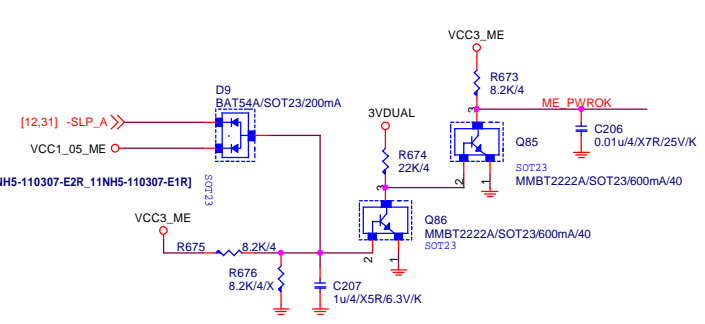 VCC3_ME
R673
8.2K/4
D9
BAT54A/SOT23/200mA
3
ME_PWROK
3VDUAL
[12,31] -SLP_A
Q85
C206
0.01u/4/X7R/25V/K
VCC1_05_ME
R674
22K/4
SOT23
MMBT2222A/SOT23/600mA/40
2
1
NH5-110307-E2R_11NH5-110307-E1R]
SOT23
3
VCC3_ME
Q86
MMBT2222A/SOT23/600mA/40
SOT23
R675
8.2K/4
2
1
R676
8.2K/4/X
C207
1u/4/X5R/6.3V/K